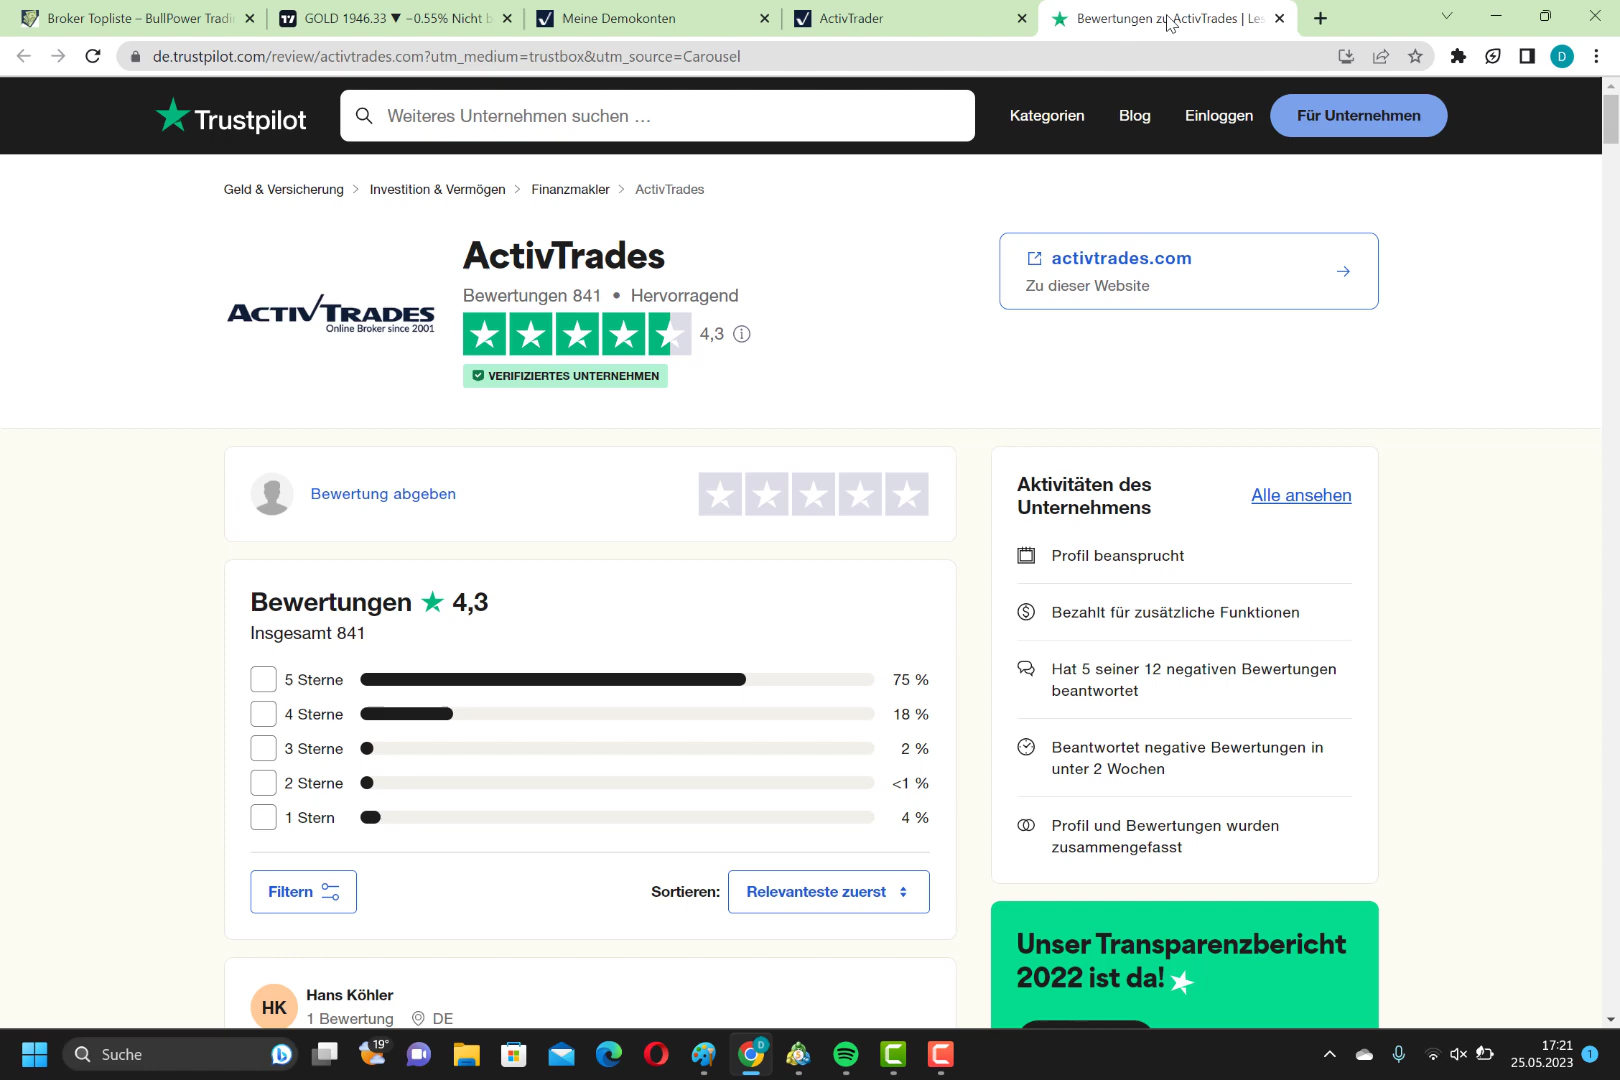 Broker Topliste – BullPower Tradi
GOLD 1946.33 ▼ −0.55% Nicht b
Meine Demokonten
ActivTrader
Bewertungen zu ActivTrades | Les
de.trustpilot.com/review/activtrades.com?utm_medium=trustbox&utm_source=Carousel
D
Trustpilot
Weiteres Unternehmen suchen …
Kategorien
Blog
Einloggen
Für Unternehmen
Geld & Versicherung > Investition & Vermögen > Finanzmakler > ActivTrades
ACTIVTRADES
Online Broker since 2001
ActivTrades
Bewertungen 841 • Hervorragend
4,3
VERIFIZIERTES UNTERNEHMEN
activtrades.com
Zu dieser Website
Bewertung abgeben
Bewertungen ★ 4,3
Insgesamt 841
5 Sterne 75 %
4 Sterne 18 %
3 Sterne 2 %
2 Sterne <1 %
1 Stern 4 %
Filtern
Sortieren: Relevanteste zuerst
HK
Hans Köhler
1 Bewertung DE
Aktivitäten des
Unternehmens
Alle ansehen
Profil beansprucht
Bezahlt für zusätzliche Funktionen
Hat 5 seiner 12 negativen Bewertungen
beantwortet
Beantwortet negative Bewertungen in
unter 2 Wochen
Profil und Bewertungen wurden
zusammengefasst
Unser Transparenzbericht
2022 ist da!
Suche
19°
D
17:21
25.05.2023
1